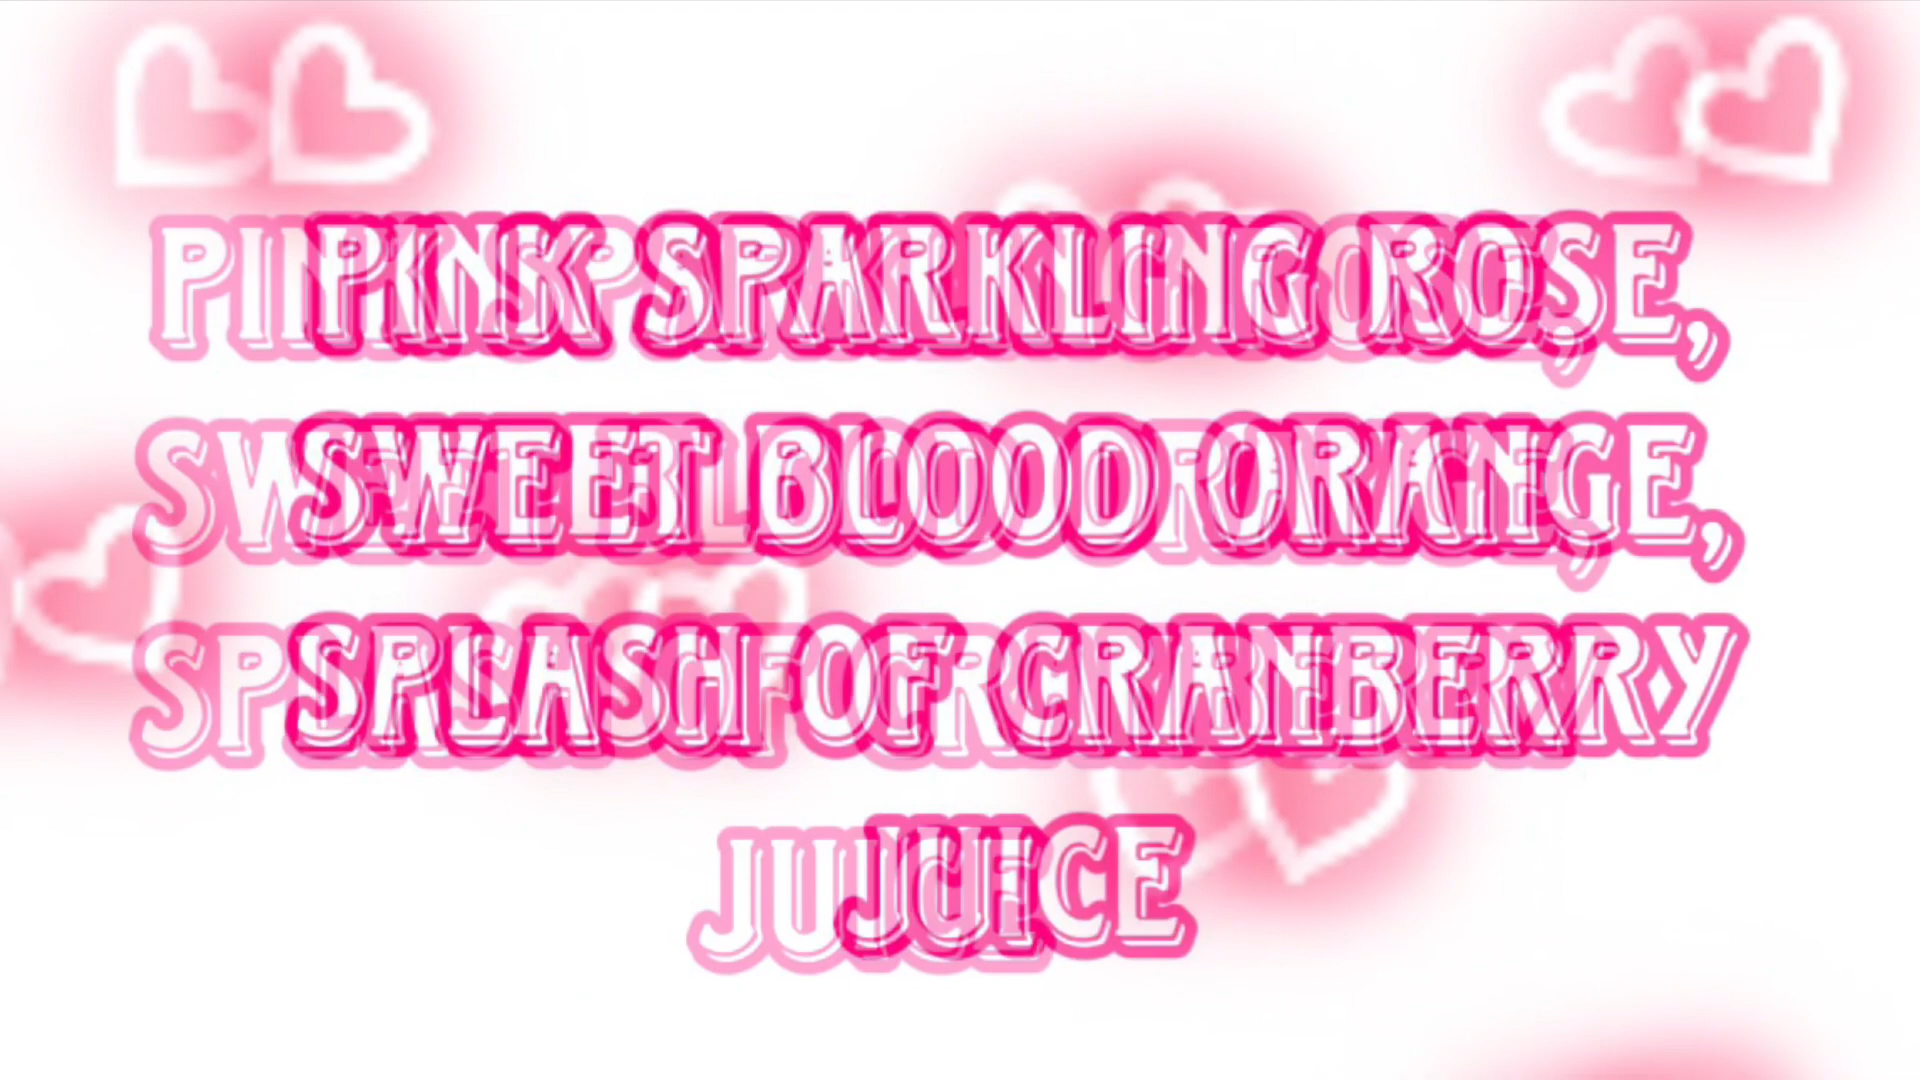 PINK SPARKLING ROSE,
SWEET BLOOD ORANGE,
SPLASH OF CRANBERRY
JUICE